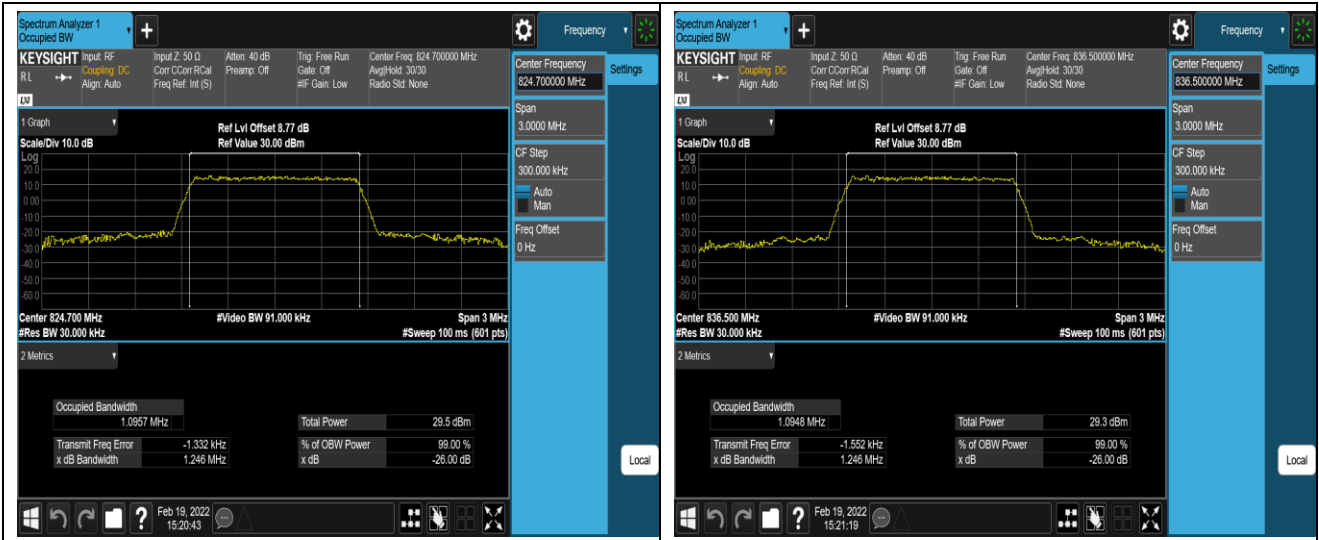 Spectrum Analyzer 1
Occupied BW
+
Frequency
KEYSIGHT Input: RF Input Z: 50 Ω Atten: 40 dB Trig: Free Run Center Freq: 824.700000 MHz
RL Coupling: DC Corr CCorr RCal Preamp: Off Gate: Off Avg|Hold: 30/30
Align: Auto Freq Ref: Int (S) #IF Gain: Low Radio Std: None
LXI
Center Frequency
824.700000 MHz
Settings
Span
3.0000 MHz
CF Step
300.000 kHz
Auto
Man
Freq Offset
0 Hz
1 Graph
Ref Lvl Offset 8.77 dB
Scale/Div 10.0 dB Ref Value 30.00 dBm
Log
20.0
10.0
0.00
-10.0
-20.0
-30.0
-40.0
-50.0
-60.0
Center 824.700 MHz #Video BW 91.000 kHz Span 3 MHz
#Res BW 30.000 kHz #Sweep 100 ms (601 pts)
2 Metrics
Occupied Bandwidth
1.0957 MHz Total Power 29.5 dBm
Transmit Freq Error -1.332 kHz % of OBW Power 99.00 %
x dB Bandwidth 1.246 MHz x dB -26.00 dB
Local
?
Feb 19, 2022
15:20:43
Spectrum Analyzer 1
Occupied BW
+
Frequency
KEYSIGHT Input: RF Input Z: 50 Ω Atten: 40 dB Trig: Free Run Center Freq: 836.500000 MHz
RL Coupling: DC Corr CCorr RCal Preamp: Off Gate: Off Avg|Hold: 30/30
Align: Auto Freq Ref: Int (S) #IF Gain: Low Radio Std: None
LXI
Center Frequency
836.500000 MHz
Settings
Span
3.0000 MHz
CF Step
300.000 kHz
Auto
Man
Freq Offset
0 Hz
1 Graph
Ref Lvl Offset 8.77 dB
Scale/Div 10.0 dB Ref Value 30.00 dBm
Log
20.0
10.0
0.00
-10.0
-20.0
-30.0
-40.0
-50.0
-60.0
Center 836.500 MHz #Video BW 91.000 kHz Span 3 MHz
#Res BW 30.000 kHz #Sweep 100 ms (601 pts)
2 Metrics
Occupied Bandwidth
1.0948 MHz Total Power 29.3 dBm
Transmit Freq Error -1.552 kHz % of OBW Power 99.00 %
x dB Bandwidth 1.246 MHz x dB -26.00 dB
Local
?
Feb 19, 2022
15:21:19